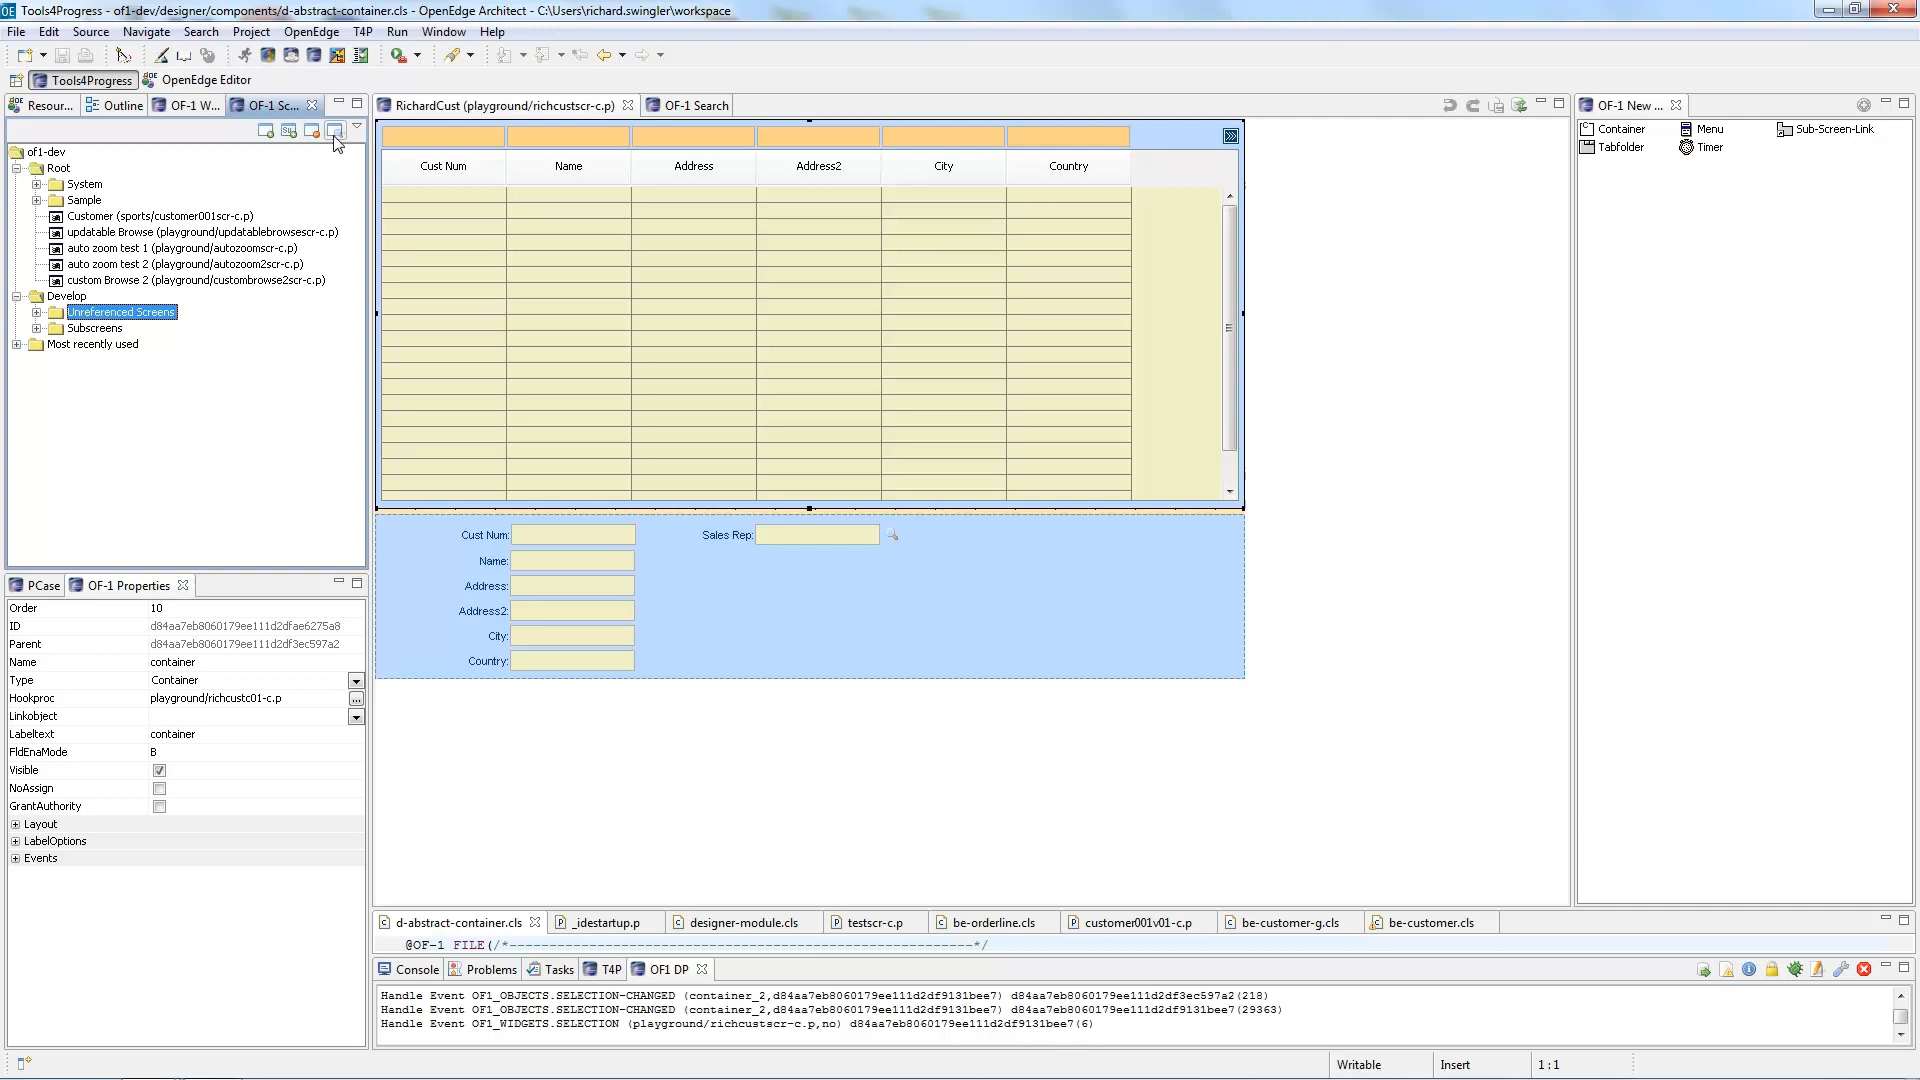 Tools4Progress - of1-dev/designer/components/d-abstract-container.cls - OpenEdge Architect - C:\Users\richard.swingler\workspace
File Edit Source Navigate Search Project OpenEdge T4P Run Window Help
Tools4Progress OpenEdge Editor
Resour... Outline OF-1 W... OF-1 Sc...
of1-dev
Root
System
Sample
Customer (sports/customer001scr-c.p)
updatable Browse (playground/updatablebrowsescr-c.p)
auto zoom test 1 (playground/autozoomscr-c.p)
auto zoom test 2 (playground/autozoom2scr-c.p)
custom Browse 2 (playground/custombrowse2scr-c.p)
Develop
Unreferenced Screens
Subscreens
Most recently used
PCase OF-1 Properties
Order 10
ID d84aa7eb8060179ee111d2dfae6275a8
Parent d84aa7eb8060179ee111d2df3ec597a2
Name container
Type Container
Hookproc playground/richcustc01-c.p
Linkobject
Labeltext container
FldEnaMode B
Visible
NoAssign
GrantAuthority
Layout
LabelOptions
Events
RichardCust (playground/richcustscr-c.p) OF-1 Search
Cust Num Name Address Address2 City Country
Cust Num: Sales Rep:
Name:
Address:
Address2:
City:
Country:
OF-1 New ...
Container Menu Sub-Screen-Link
Tabfolder Timer
d-abstract-container.cls _idestartup.p designer-module.cls testscr-c.p be-orderline.cls customer001v01-c.p be-customer-g.cls be-customer.cls
@OF-1 FILE(/*---------------------------------------------------------*/
Console Problems Tasks T4P OF1 DP
Handle Event OF1_OBJECTS.SELECTION-CHANGED (container_2,d84aa7eb8060179ee111d2df9131bee7) d84aa7eb8060179ee111d2df3ec597a2(218)
Handle Event OF1_OBJECTS.SELECTION-CHANGED (container_2,d84aa7eb8060179ee111d2df9131bee7) d84aa7eb8060179ee111d2df9131bee7(29363)
Handle Event OF1_WIDGETS.SELECTION (playground/richcustscr-c.p,no) d84aa7eb8060179ee111d2df9131bee7(6)
Writable Insert 1 : 1